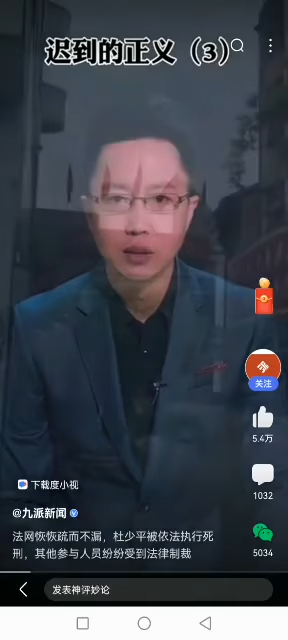 迟到的正义（3）
关注
5.4万
1032
5034
下载度小视
@九派新闻
法网恢恢疏而不漏，杜少平被依法执行死
刑，其他参与人员纷纷受到法律制裁
发表神评妙论